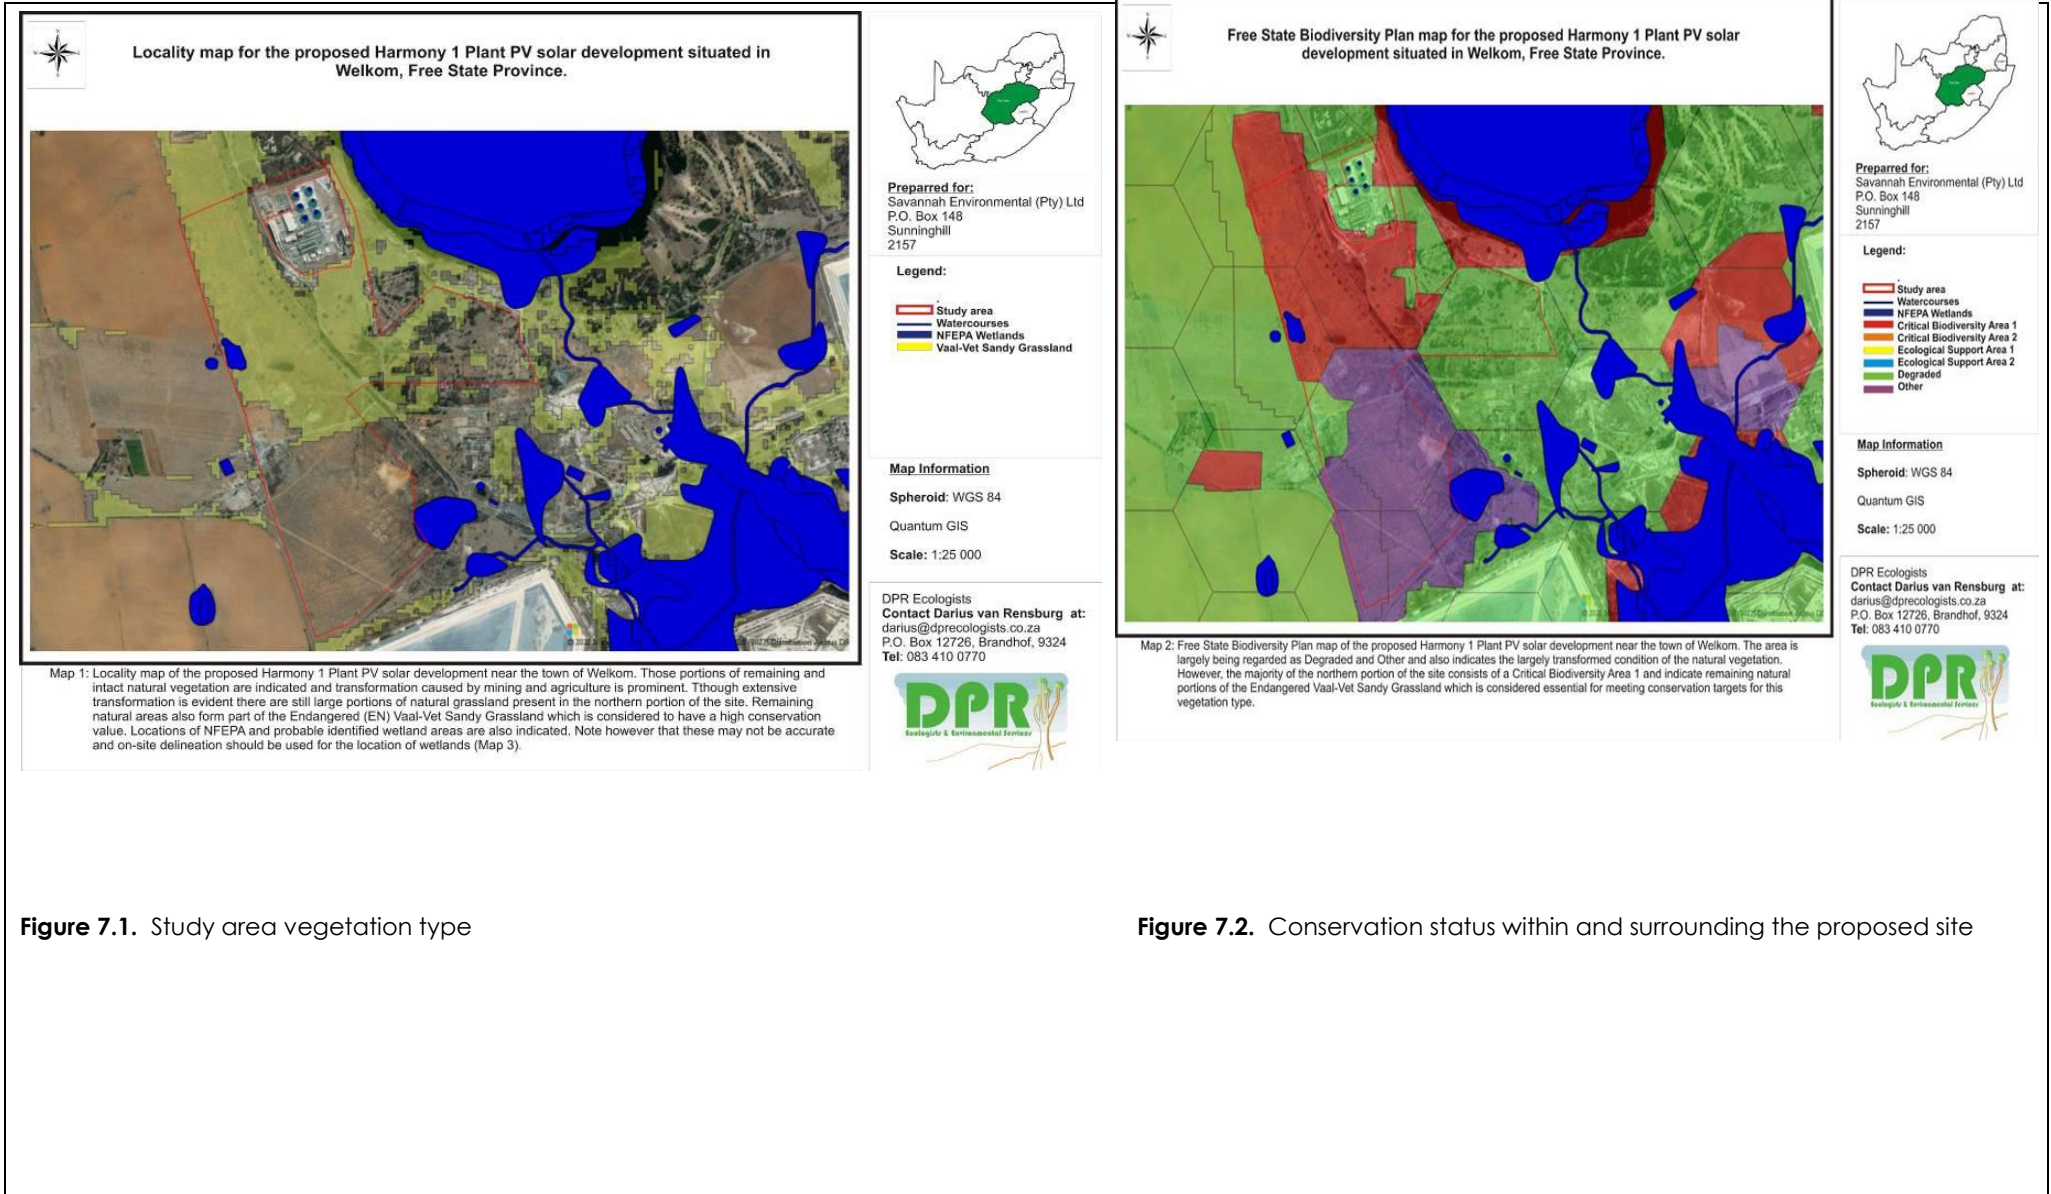 Locality map for the proposed Harmony 1 Plant PV solar development situated in
Welkom, Free State Province.
Preparred for:
Savannah Environmental (Pty) Ltd
P.O. Box 148
Sunninghill
2157
Legend:
Study area
Watercourses
NFEPA Wetlands
Vaal-Vet Sandy Grassland
Map Information
Spheroid: WGS 84
Quantum GIS
Scale: 1:25 000
DPR Ecologists
Contact Darius van Rensburg at:
darius@dprecologists.co.za
P.O. Box 12726, Brandhof, 9324
Tel: 083 410 0770
DPR
Ecologists & Environmental Services
Map 1: Locality map of the proposed Harmony 1 Plant PV solar development near the town of Welkom. Those portions of remaining and
intact natural vegetation are indicated and transformation caused by mining and agriculture is prominent. Tthough extensive
transformation is evident there are still large portions of natural grassland present in the northern portion of the site. Remaining
natural areas also form part of the Endangered (EN) Vaal-Vet Sandy Grassland which is considered to have a high conservation
value. Locations of NFEPA and probable identified wetland areas are also indicated. Note however that these may not be accurate
and on-site delineation should be used for the location of wetlands (Map 3).
Free State Biodiversity Plan map for the proposed Harmony 1 Plant PV solar
development situated in Welkom, Free State Province.
Preparred for:
Savannah Environmental (Pty) Ltd
P.O. Box 148
Sunninghill
2157
Legend:
Study area
Watercourses
NFEPA Wetlands
Critical Biodiversity Area 1
Critical Biodiversity Area 2
Ecological Support Area 1
Ecological Support Area 2
Degraded
Other
Map Information
Spheroid: WGS 84
Quantum GIS
Scale: 1:25 000
DPR Ecologists
Contact Darius van Rensburg at:
darius@dprecologists.co.za
P.O. Box 12726, Brandhof, 9324
Tel: 083 410 0770
DPR
Ecologists & Environmental Services
Map 2: Free State Biodiversity Plan map of the proposed Harmony 1 Plant PV solar development near the town of Welkom. The area is
largely being regarded as Degraded and Other and also indicates the largely transformed condition of the natural vegetation.
However, the majority of the northern portion of the site consists of a Critical Biodiversity Area 1 and indicate remaining natural
portions of the Endangered Vaal-Vet Sandy Grassland which is considered essential for meeting conservation targets for this
vegetation type.
Figure 7.1. Study area vegetation type
Figure 7.2. Conservation status within and surrounding the proposed site